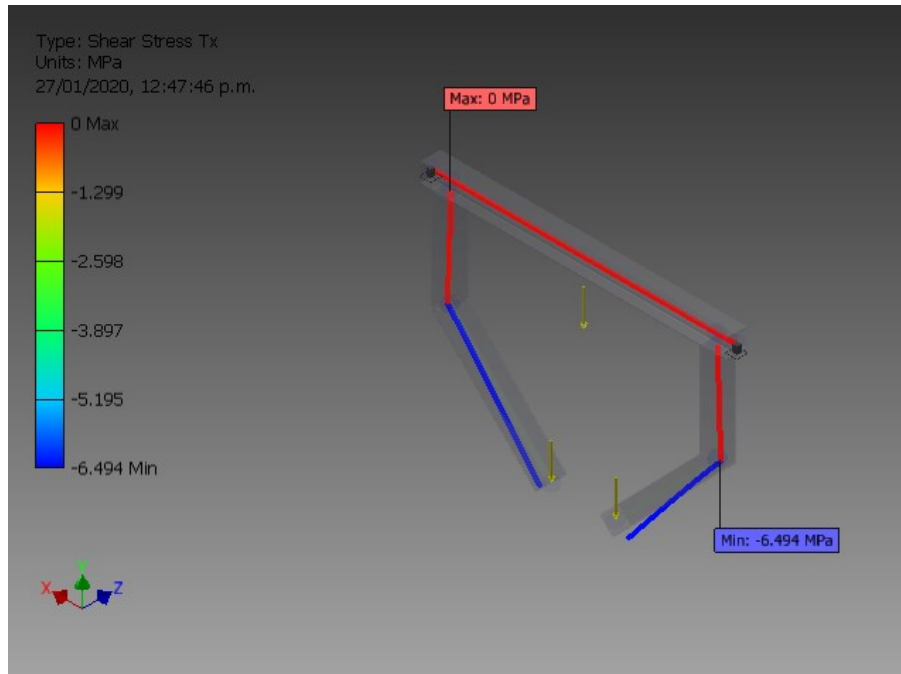 Type: Shear Stress Tx
Units: MPa
27/01/2020, 12:47:46 p.m.
Max: 0 MPa
0 Max
-1.299
-2.598
-3.897
-5.195
-6.494 Min
Min: -6.494 MPa
Y
X
Z